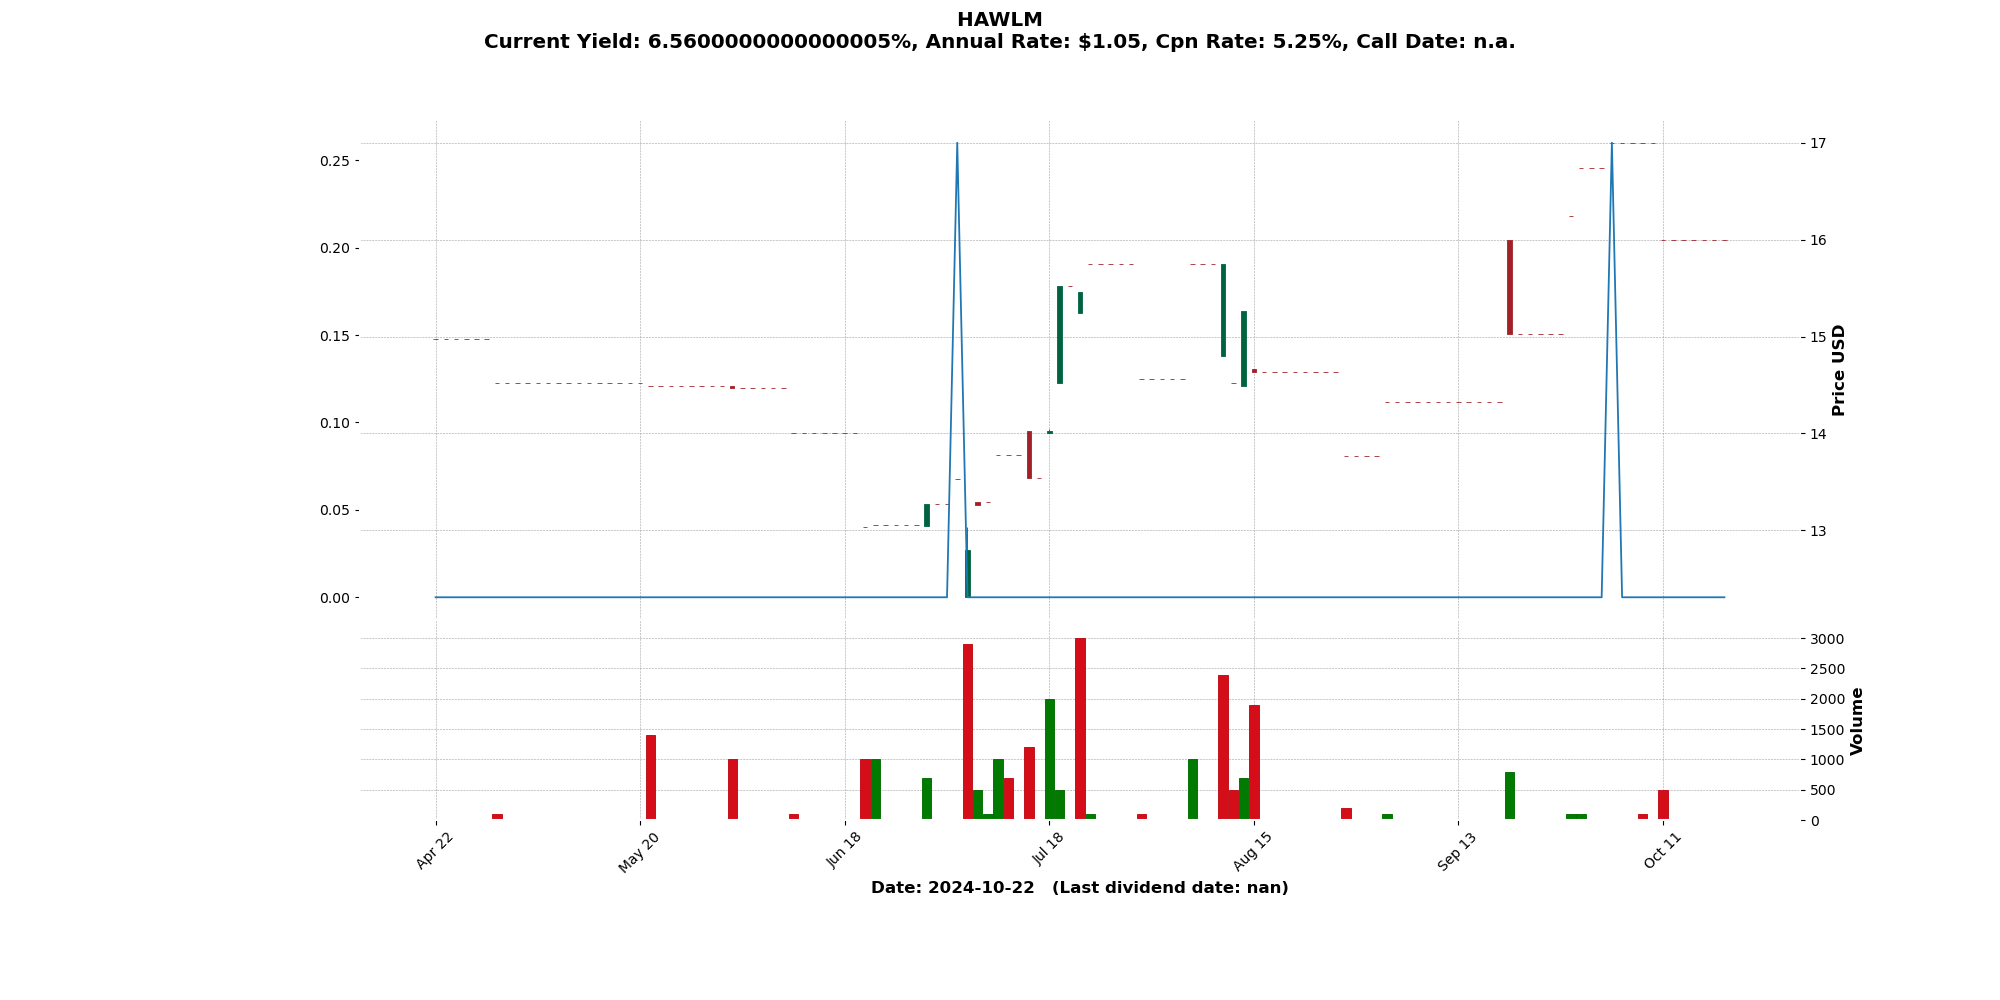 HAWLM
Current Yield: 6.5600000000000005%, Annual Rate: $1.05, Cpn Rate: 5.25%, Call Date: n.a.
0.25
0.20
0.15
0.10
0.05
0.00
17
16
15
14
13
Price USD
3000
2500
2000
1500
1000
500
0
Volume
Apr 22
May 20
Jun 18
Jul 18
Aug 15
Sep 13
Oct 11
Date: 2024-10-22   (Last dividend date: nan)